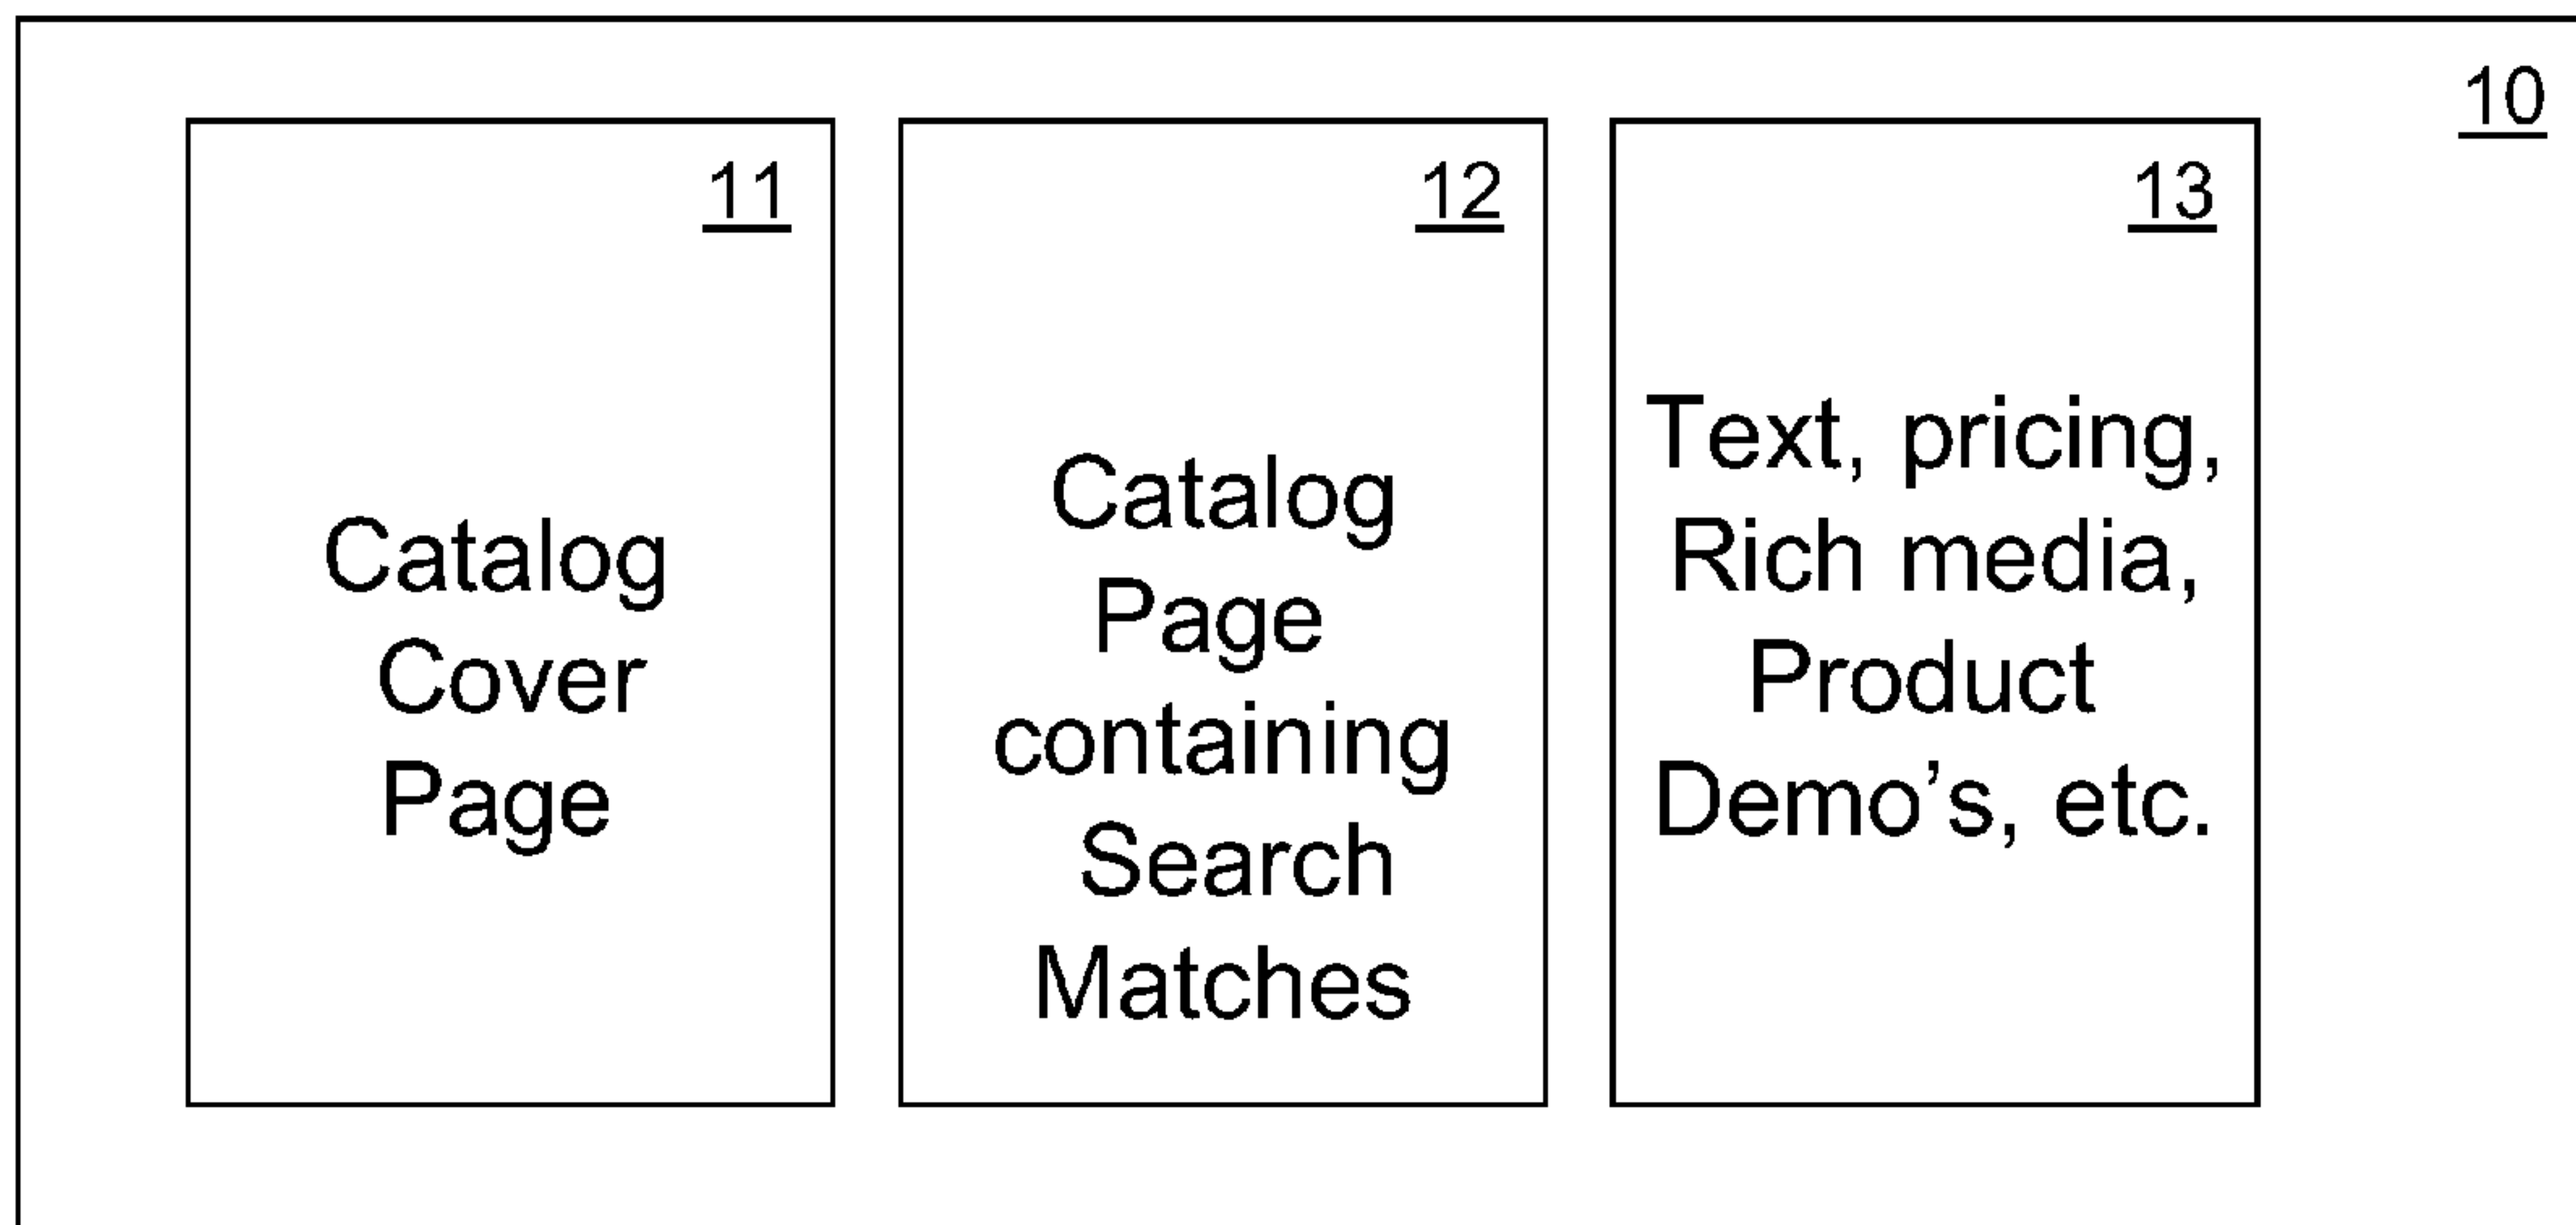 10
11
Catalog
Cover
Page
12
Catalog
Page
containing
Search
Matches
13
Text, pricing,
Rich media,
Product
Demo’s, etc.